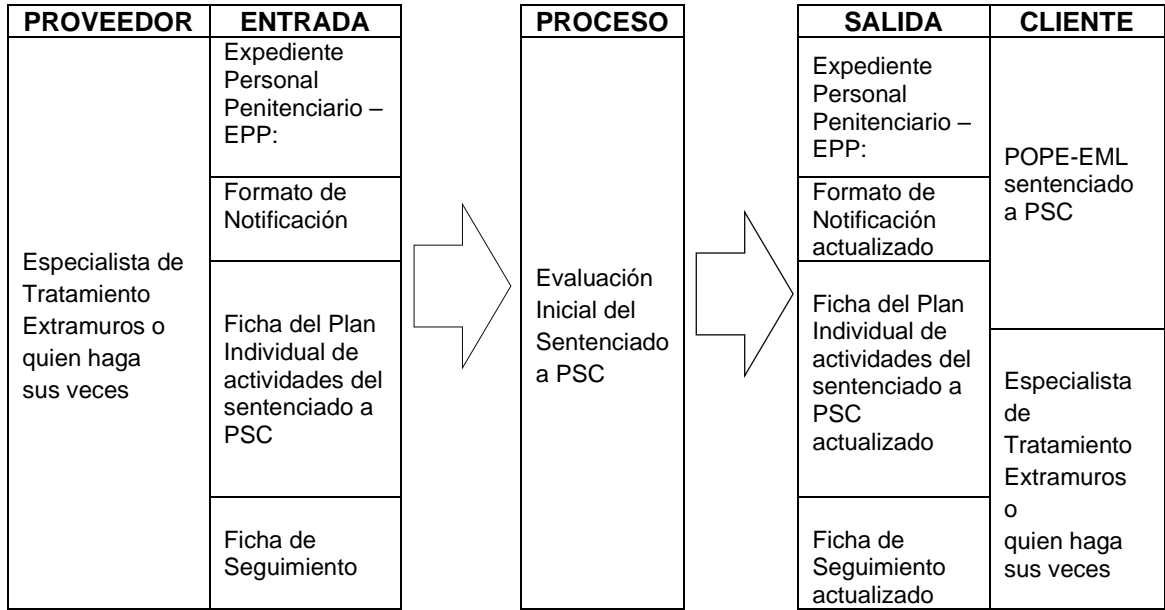 PROVEEDOR
ENTRADA
PROCESO
SALIDA
CLIENTE
Especialista de
Tratamiento
Extramuros o
quien haga
sus veces
Expediente
Personal
Penitenciario –
EPP:
Formato de
Notificación
Ficha del Plan
Individual de
actividades del
sentenciado a
PSC
Ficha de
Seguimiento
Evaluación
Inicial del
Sentenciado
a PSC
Expediente
Personal
Penitenciario –
EPP:
Formato de
Notificación
actualizado
Ficha del Plan
Individual de
actividades del
sentenciado a
PSC
actualizado
Ficha de
Seguimiento
actualizado
POPE-EML
sentenciado
a PSC
Especialista
de
Tratamiento
Extramuros
o
quien haga
sus veces